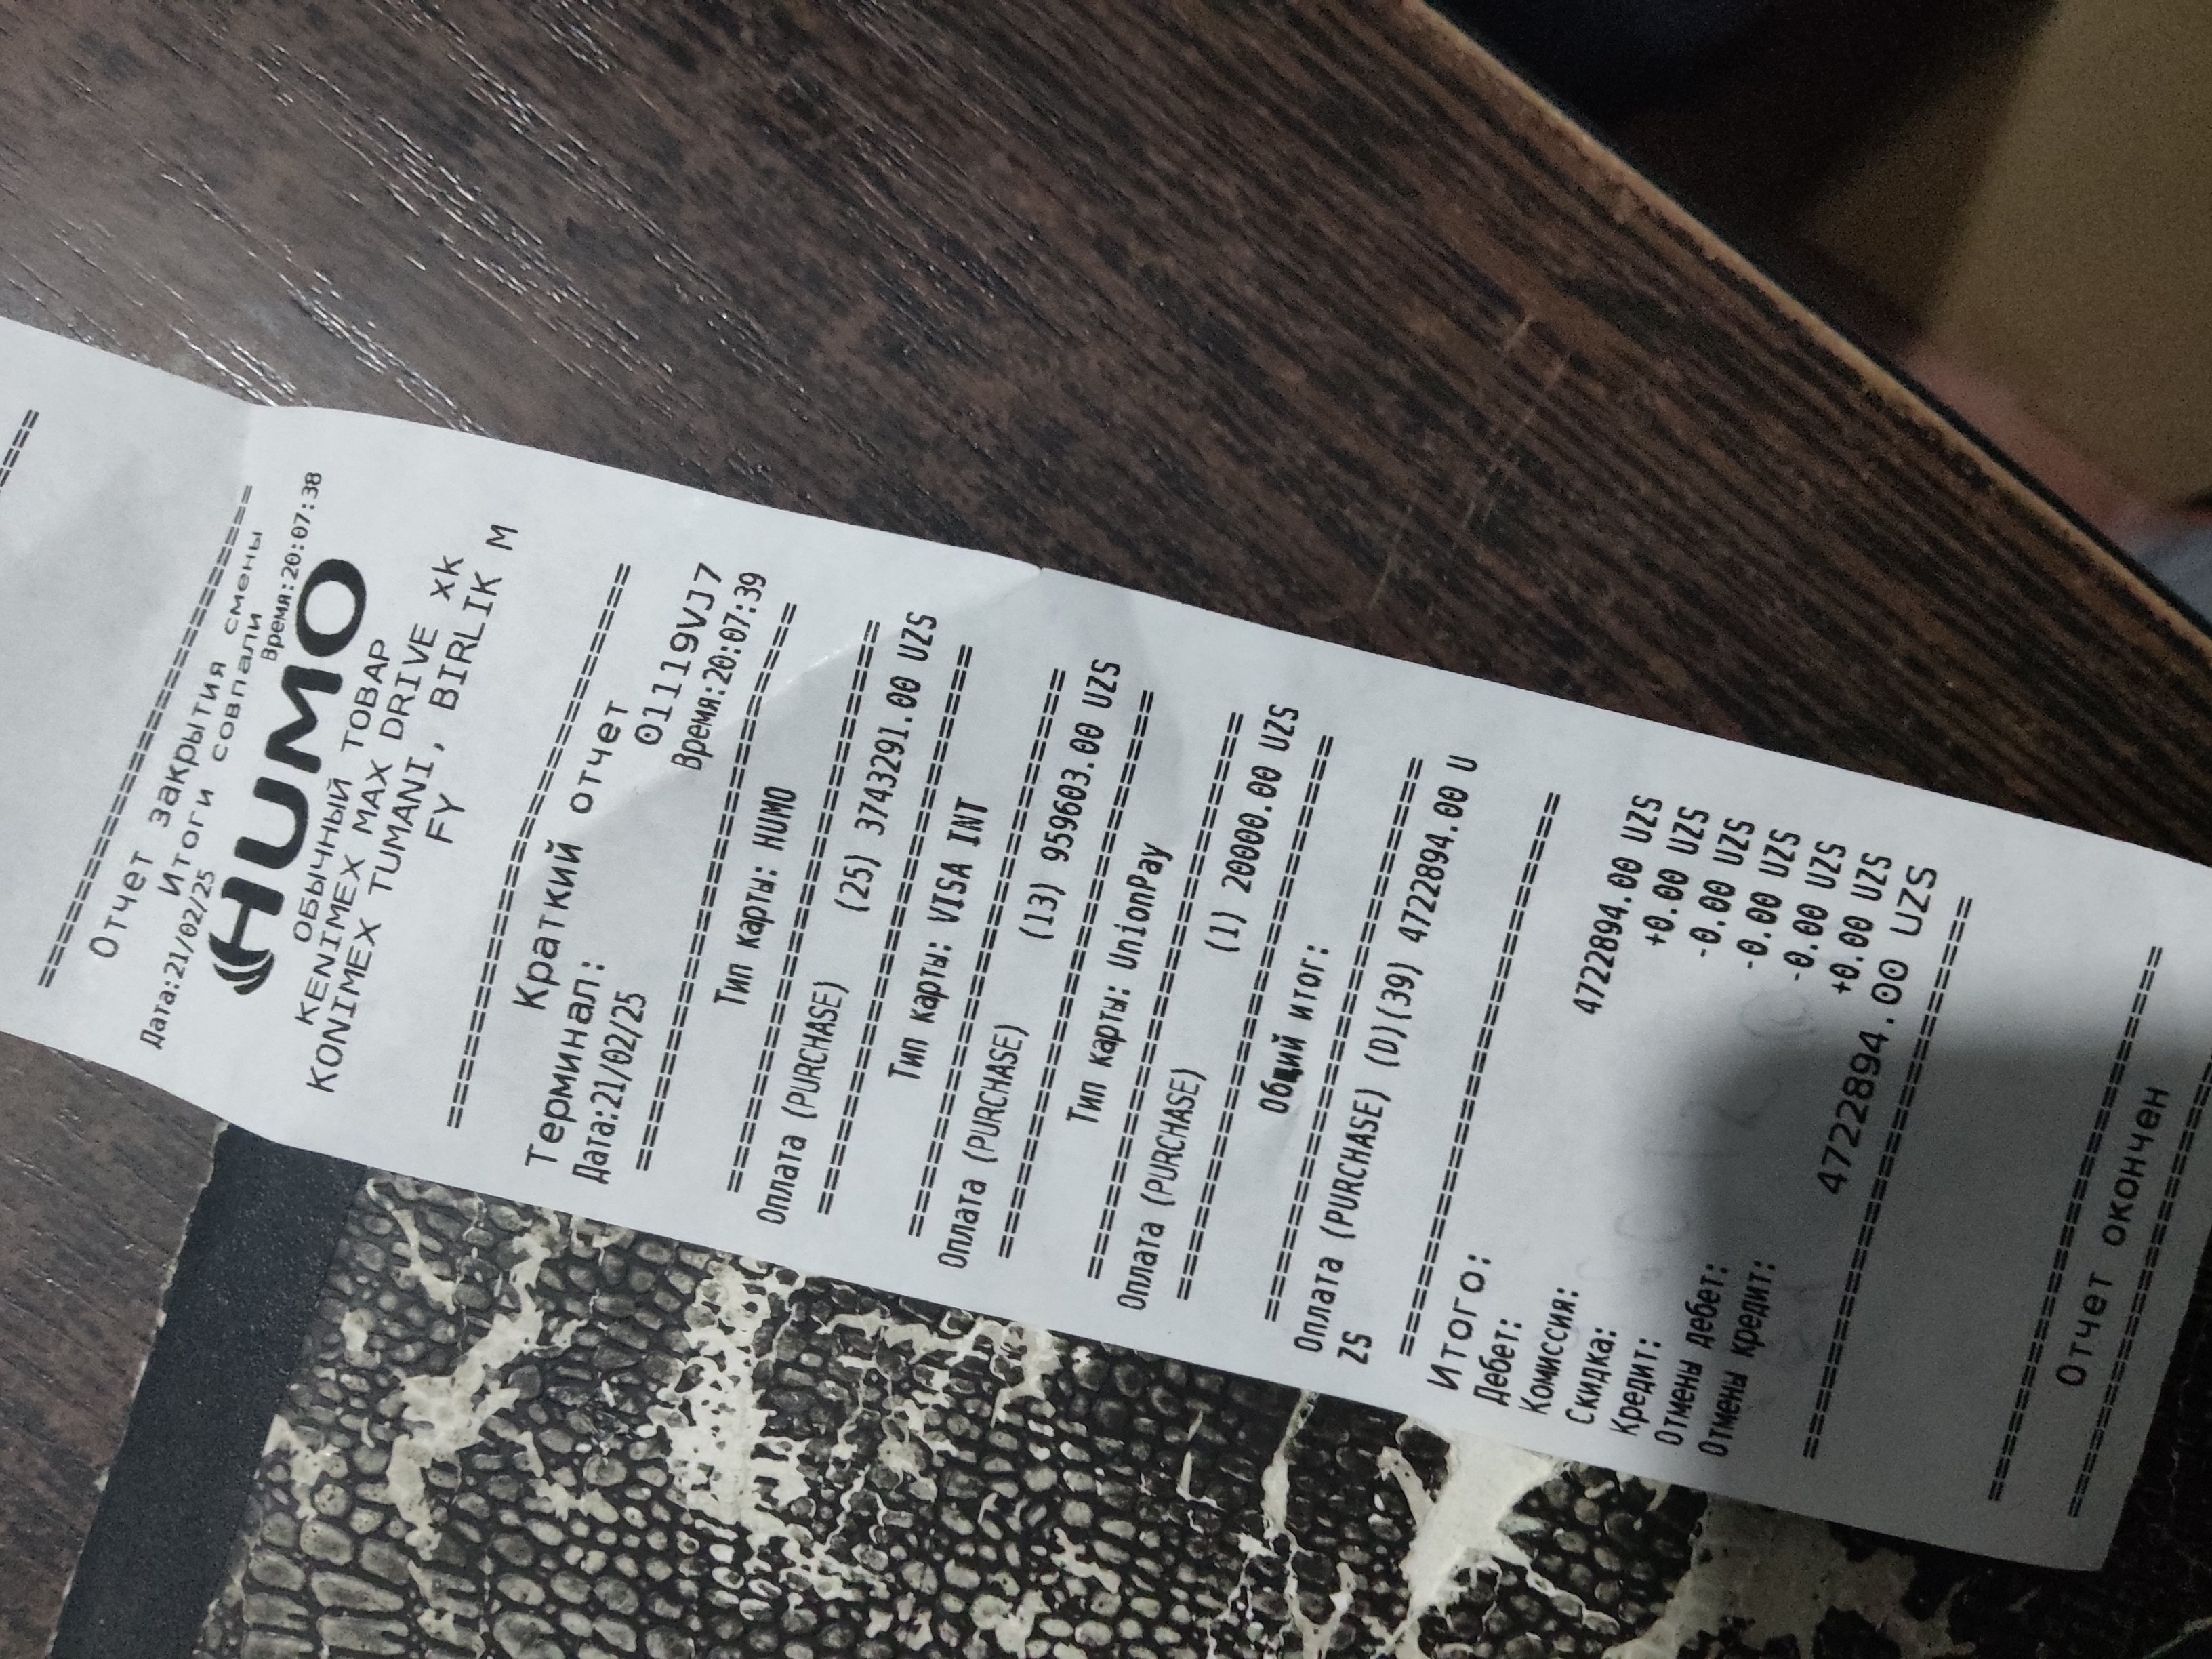 ==============================
Отчет закрытия смены
Итоги совпали
Дата:21/02/25 Время:20:07:38
HUMO
ОБЫЧНЫЙ ТОВАР
KENIMEX MAX DRIVE xk
KONIMEX TUMANI, BIRLIK M
FY
==============================
Краткий отчет
Терминал: 01119VJ7
Дата:21/02/25 Время:20:07:39
==============================
Тип карты: HUMO
==============================
Оплата (PURCHASE) (25) 3743291.00 UZS
==============================
Тип карты: VISA INT
==============================
Оплата (PURCHASE) (13) 959603.00 UZS
==============================
Тип карты: UnionPay
==============================
Оплата (PURCHASE) (1) 20000.00 UZS
==============================
Общий итог:
==============================
Оплата (PURCHASE) (D)(39) 4722894.00 U
ZS
==============================
Итого:
Дебет: 4722894.00 UZS
Комиссия: +0.00 UZS
Скидка: -0.00 UZS
Кредит: -0.00 UZS
Отмены дебет: -0.00 UZS
Отмены кредит: +0.00 UZS
4722894.00 UZS
==============================
==============================
Отчет окончен
==============================